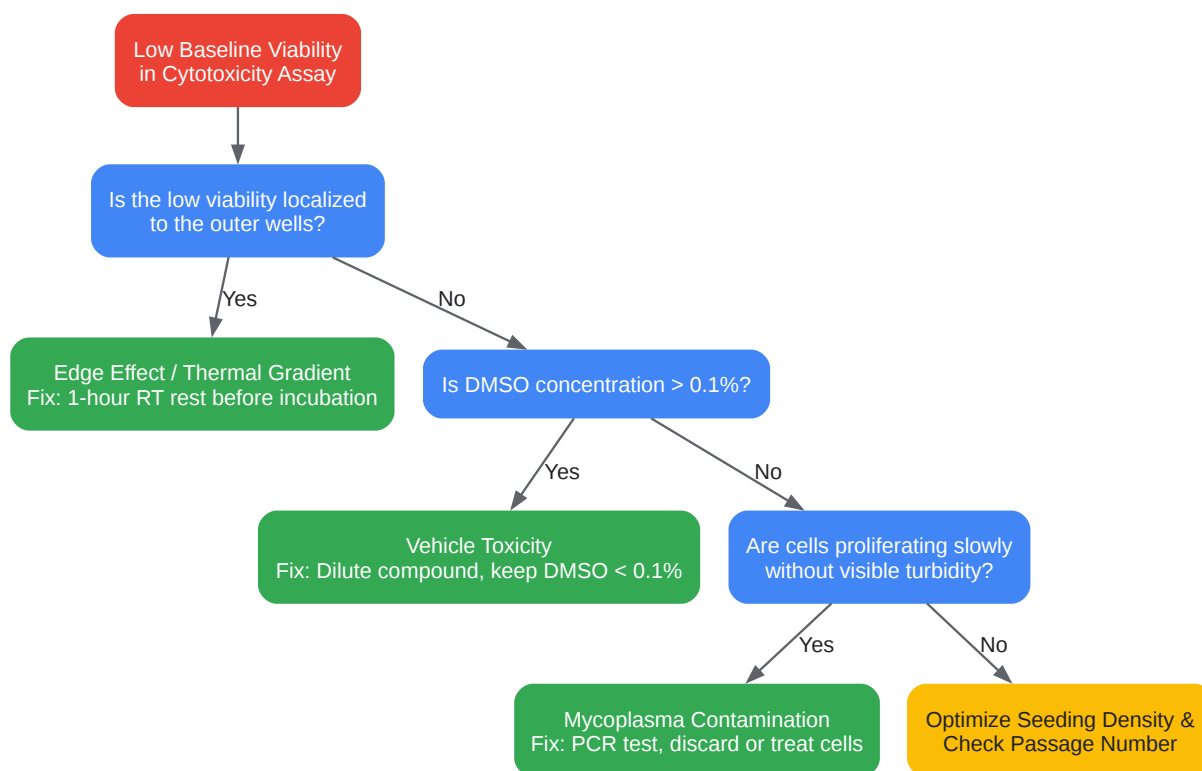 Low Baseline Viability
in Cytotoxicity Assay
Is the low viability localized
to the outer wells?
Yes
No
Edge Effect / Thermal Gradient
Fix: 1-hour RT rest before incubation
Is DMSO concentration > 0.1%?
Yes
No
Vehicle Toxicity
Fix: Dilute compound, keep DMSO < 0.1%
Are cells proliferating slowly
without visible turbidity?
Yes
No
Mycoplasma Contamination
Fix: PCR test, discard or treat cells
Optimize Seeding Density &
Check Passage Number